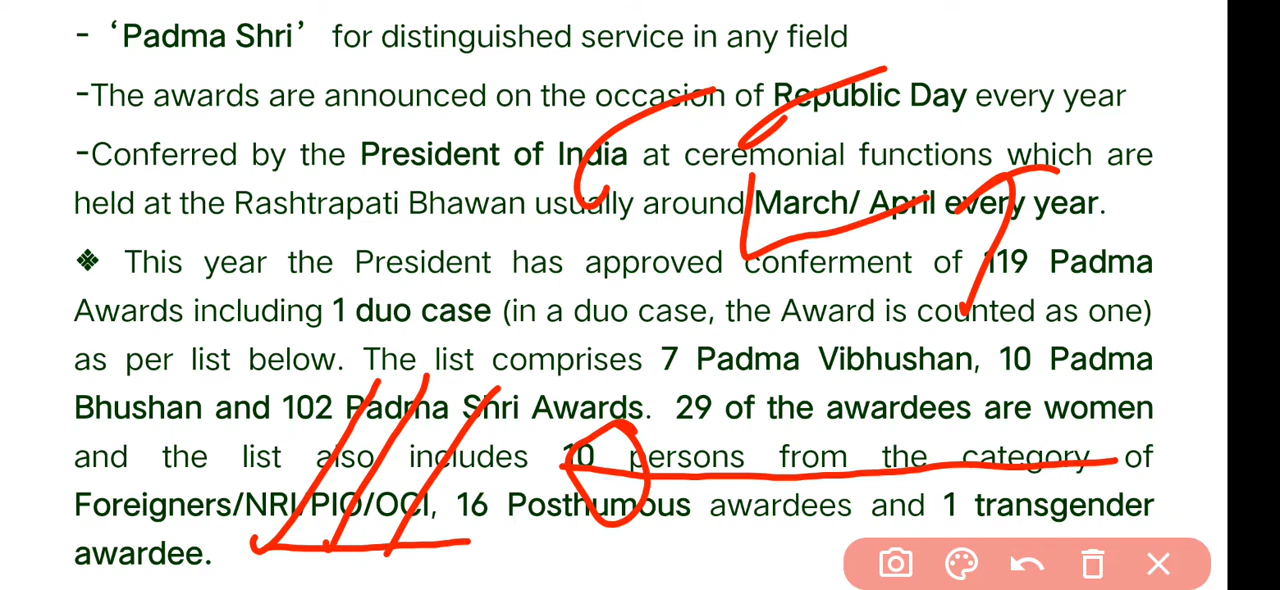 - ‘Padma Shri’ for distinguished service in any field
-The awards are announced on the occasion of Republic Day every year
-Conferred by the President of India at ceremonial functions which are
held at the Rashtrapati Bhawan usually around March/ April every year.
❖ This year the President has approved conferment of 119 Padma
Awards including 1 duo case (in a duo case, the Award is counted as one)
as per list below. The list comprises 7 Padma Vibhushan, 10 Padma
Bhushan and 102 Padma Shri Awards. 29 of the awardees are women
and the list also includes 10 persons from the category of
Foreigners/NRI/PIO/OCI, 16 Posthumous awardees and 1 transgender
awardee.